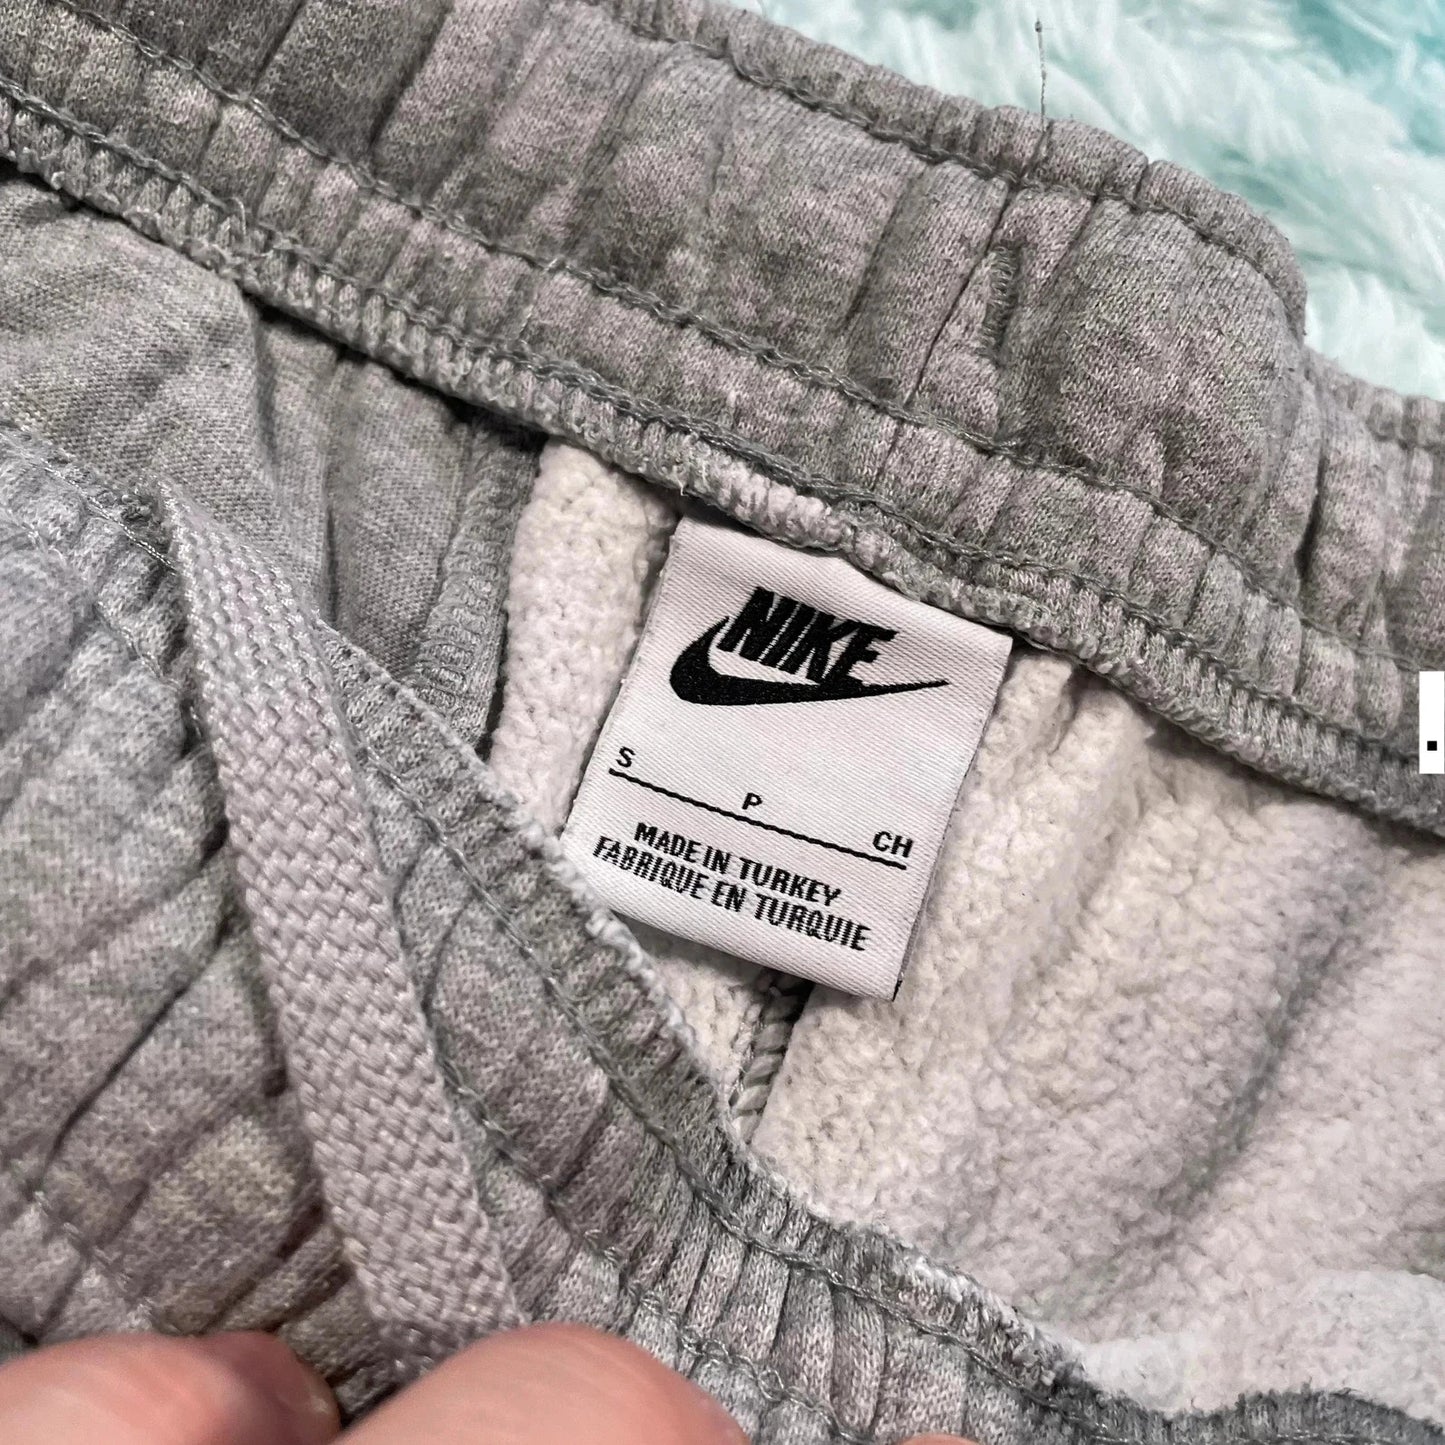 NIKE
S
P
CH
MADE IN TURKEY
FABRIQUE EN TURQUIE